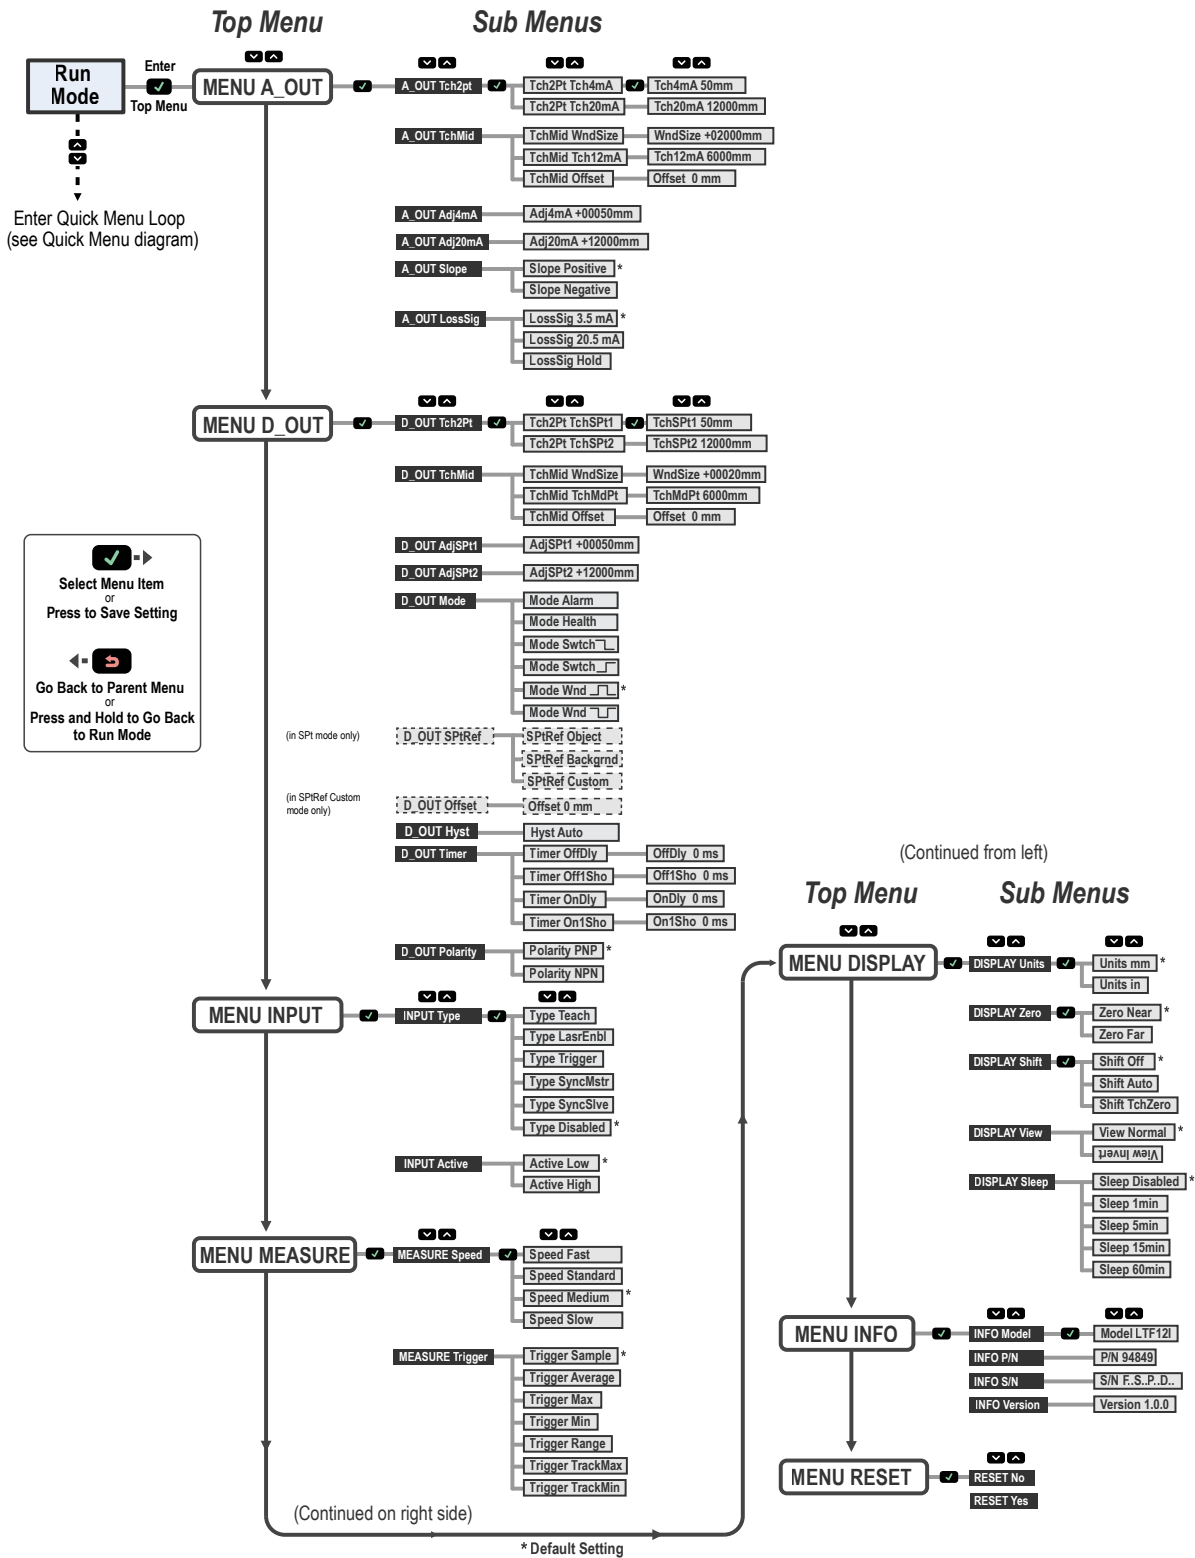 Top Menu
Sub Menus
Run
Mode
Enter
Top Menu
Enter Quick Menu Loop
(see Quick Menu diagram)
MENU A_OUT
A_OUT Tch2pt
Tch2Pt Tch4mA
Tch4mA 50mm
Tch2Pt Tch20mA
Tch20mA 12000mm
A_OUT TchMid
TchMid WndSize
WndSize +02000mm
TchMid Tch12mA
Tch12mA 6000mm
TchMid Offset
Offset 0 mm
A_OUT Adj4mA
Adj4mA +00050mm
A_OUT Adj20mA
Adj20mA +12000mm
A_OUT Slope
Slope Positive *
Slope Negative
A_OUT LossSig
LossSig 3.5 mA *
LossSig 20.5 mA
LossSig Hold
MENU D_OUT
D_OUT Tch2Pt
Tch2Pt TchSPt1
TchSPt1 50mm
Tch2Pt TchSPt2
TchSPt2 12000mm
D_OUT TchMid
TchMid WndSize
WndSize +00020mm
TchMid TchMdPt
TchMdPt 6000mm
TchMid Offset
Offset 0 mm
D_OUT AdjSPt1
AdjSPt1 +00050mm
D_OUT AdjSPt2
AdjSPt2 +12000mm
D_OUT Mode
Mode Alarm
Mode Health
Mode Swtch
Mode Swtch
Mode Wnd *
Mode Wnd
(in SPt mode only)
D_OUT SPtRef
SPtRef Object
SPtRef Backgrnd
SPtRef Custom
(in SPtRef Custom
mode only)
D_OUT Offset
Offset 0 mm
D_OUT Hyst
Hyst Auto
D_OUT Timer
Timer OffDly
OffDly 0 ms
Timer Off1Sho
Off1Sho 0 ms
Timer OnDly
OnDly 0 ms
Timer On1Sho
On1Sho 0 ms
D_OUT Polarity
Polarity PNP *
Polarity NPN
Select Menu Item
or
Press to Save Setting
Go Back to Parent Menu
or
Press and Hold to Go Back
to Run Mode
MENU INPUT
INPUT Type
Type Teach
Type LasrEnbl
Type Trigger
Type SyncMstr
Type SyncSlve
Type Disabled *
INPUT Active
Active Low *
Active High
MENU MEASURE
MEASURE Speed
Speed Fast
Speed Standard
Speed Medium *
Speed Slow
MEASURE Trigger
Trigger Sample *
Trigger Average
Trigger Max
Trigger Min
Trigger Range
Trigger TrackMax
Trigger TrackMin
(Continued on right side)
* Default Setting
(Continued from left)
Top Menu
Sub Menus
MENU DISPLAY
DISPLAY Units
Units mm *
Units in
DISPLAY Zero
Zero Near *
Zero Far
DISPLAY Shift
Shift Off *
Shift Auto
Shift TchZero
DISPLAY View
View Normal *
View Invert
DISPLAY Sleep
Sleep Disabled *
Sleep 1min
Sleep 5min
Sleep 15min
Sleep 60min
MENU INFO
INFO Model
Model LTF12I
INFO P/N
P/N 94849
INFO S/N
S/N F..S..P..D..
INFO Version
Version 1.0.0
MENU RESET
RESET No
RESET Yes